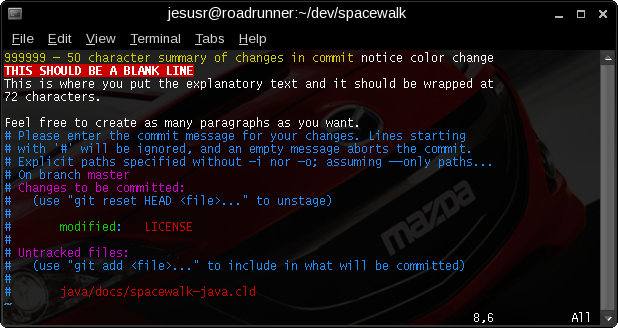 jesusr@roadrunner:~/dev/spacewalk
File Edit View Terminal Tabs Help
999999 - 50 character summary of changes in commit notice color change
THIS SHOULD BE A BLANK LINE
This is where you put the explanatory text and it should be wrapped at
72 characters.
Feel free to create as many paragraphs as you want.
# Please enter the commit message for your changes. Lines starting
# with '#' will be ignored, and an empty message aborts the commit.
# Explicit paths specified without -i nor -o; assuming --only paths...
# On branch master
# Changes to be committed:
#   (use "git reset HEAD <file>..." to unstage)
#
#       modified:   LICENSE
#
# Untracked files:
#   (use "git add <file>..." to include in what will be committed)
#
#       java/docs/spacewalk-java.cld
~
8,6 All
mazda